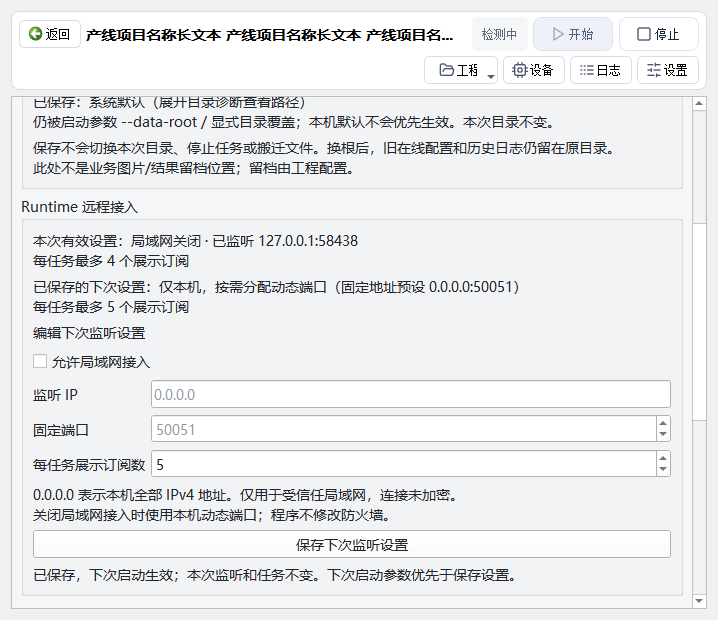 返回
产线项目名称长文本 产线项目名称长文本 产线项目名...
检测中
开始
停止
工程
设备
日志
设置
已保存：系统默认（展开目录诊断查看路径）
仍被启动参数 --data-root / 显式目录覆盖；本机默认不会优先生效。本次目录不变。
保存不会切换本次目录、停止任务或搬迁文件。换根后，旧在线配置和历史日志仍留在原目录。
此处不是业务图片/结果留档位置；留档由工程配置。
Runtime 远程接入
本次有效设置：局域网关闭 · 已监听 127.0.0.1:58438
每任务最多 4 个展示订阅
已保存的下次设置：仅本机，按需分配动态端口（固定地址预设 0.0.0.0:50051）
每任务最多 5 个展示订阅
编辑下次监听设置
允许局域网接入
监听 IP
0.0.0.0
固定端口
50051
每任务展示订阅数
5
0.0.0.0 表示本机全部 IPv4 地址。仅用于受信任局域网，连接未加密。
关闭局域网接入时使用本机动态端口；程序不修改防火墙。
保存下次监听设置
已保存，下次启动生效；本次监听和任务不变。下次启动参数优先于保存设置。